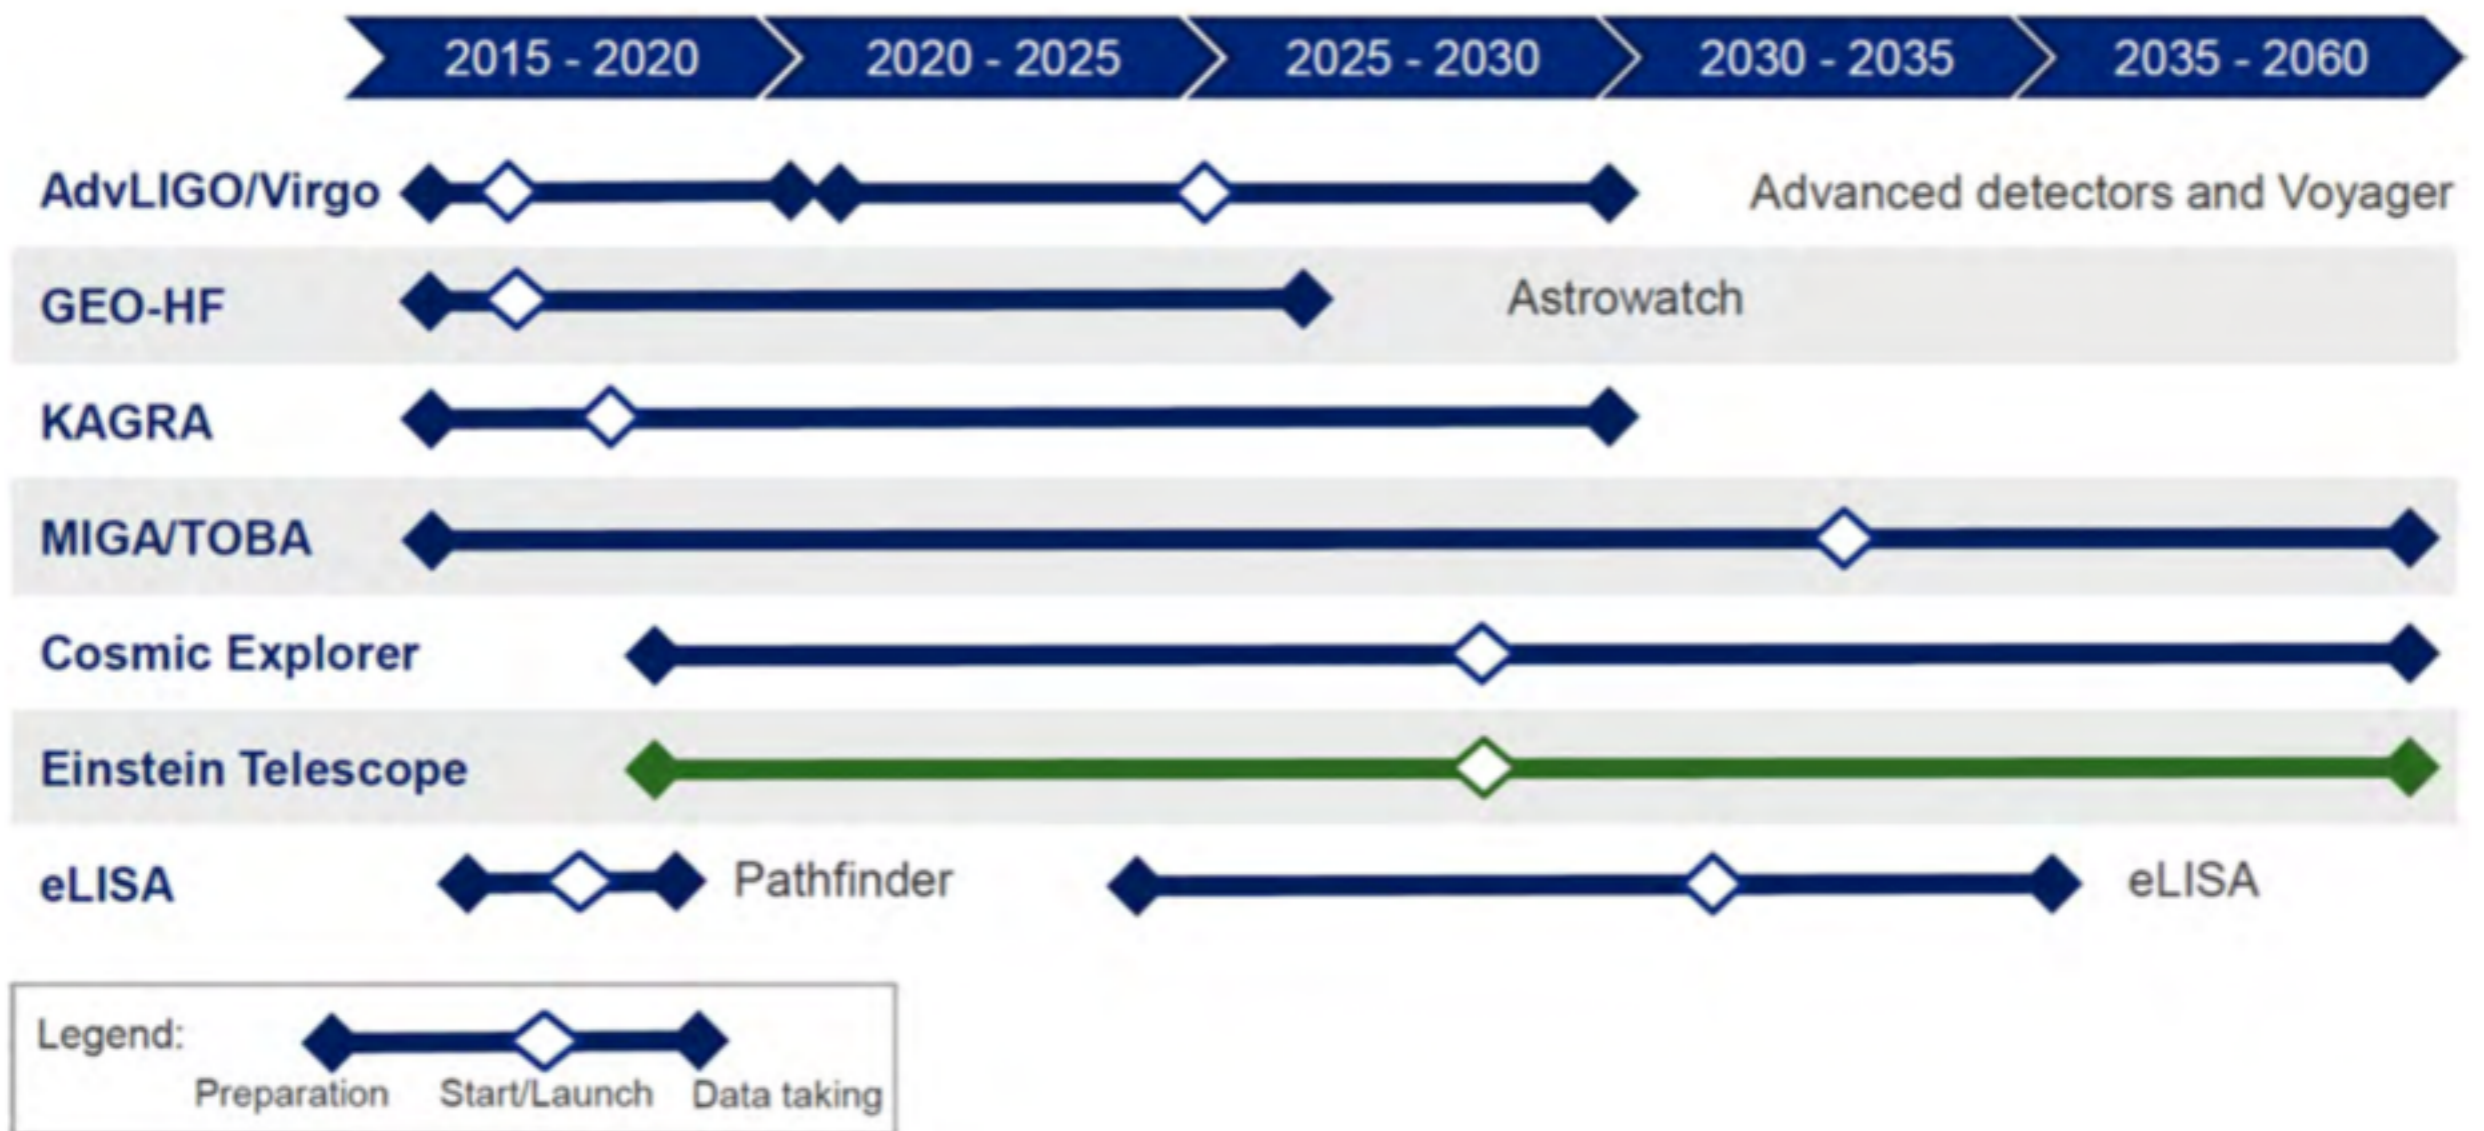 2015 - 2020 2020 - 2025 2025 - 2030 2030 - 2035 2035 - 2060
AdvLIGO/Virgo Advanced detectors and Voyager
GEO-HF Astrowatch
KAGRA
MIGA/TOBA
Cosmic Explorer
Einstein Telescope
eLISA Pathfinder eLISA
Legend:
Preparation Start/Launch Data taking